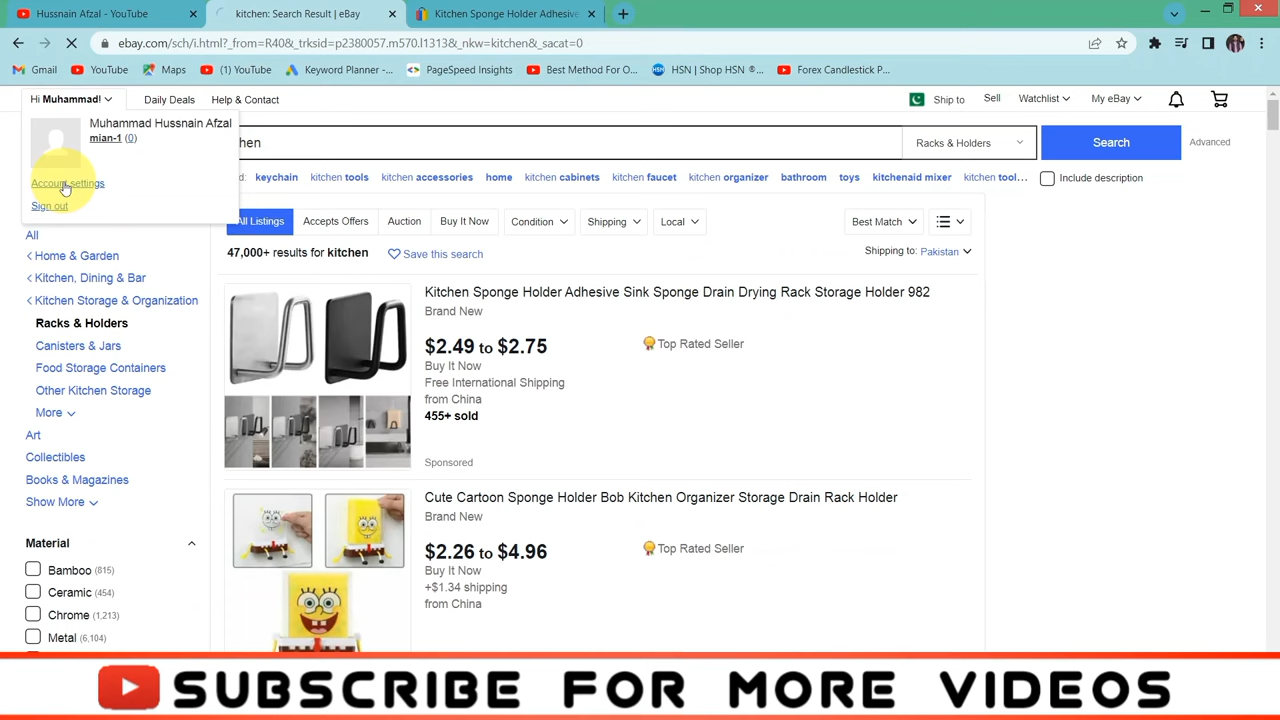 Hussnain Afzal - YouTube
kitchen: Search Result | eBay
Kitchen Sponge Holder Adhesive
ebay.com/sch/i.html?_from=R40&_trksid=p2380057.m570.l1313&_nkw=kitchen&_sacat=0
Gmail YouTube Maps (1) YouTube Keyword Planner -... PageSpeed Insights Best Method For O... HSN | Shop HSN ®... Forex Candlestick P...
Hi Muhammad! Daily Deals Help & Contact Ship to Sell Watchlist My eBay
Muhammad Hussnain Afzal
mian-1 (0)
Account settings
Sign out
hen Racks & Holders Search Advanced
d: keychain kitchen tools kitchen accessories home kitchen cabinets kitchen faucet kitchen organizer bathroom toys kitchenaid mixer kitchen tool... Include description
All Listings Accepts Offers Auction Buy It Now Condition Shipping Local Best Match
47,000+ results for kitchen Save this search Shipping to: Pakistan
All
Home & Garden
Kitchen, Dining & Bar
Kitchen Storage & Organization
Racks & Holders
Canisters & Jars
Food Storage Containers
Other Kitchen Storage
More
Art
Collectibles
Books & Magazines
Show More
Material
Bamboo (815)
Ceramic (454)
Chrome (1,213)
Metal (6,104)
Kitchen Sponge Holder Adhesive Sink Sponge Drain Drying Rack Storage Holder 982
Brand New
$2.49 to $2.75 Top Rated Seller
Buy It Now
Free International Shipping
from China
455+ sold
Sponsored
Cute Cartoon Sponge Holder Bob Kitchen Organizer Storage Drain Rack Holder
Brand New
$2.26 to $4.96 Top Rated Seller
Buy It Now
+$1.34 shipping
from China
SUBSCRIBE FOR MORE VIDEOS